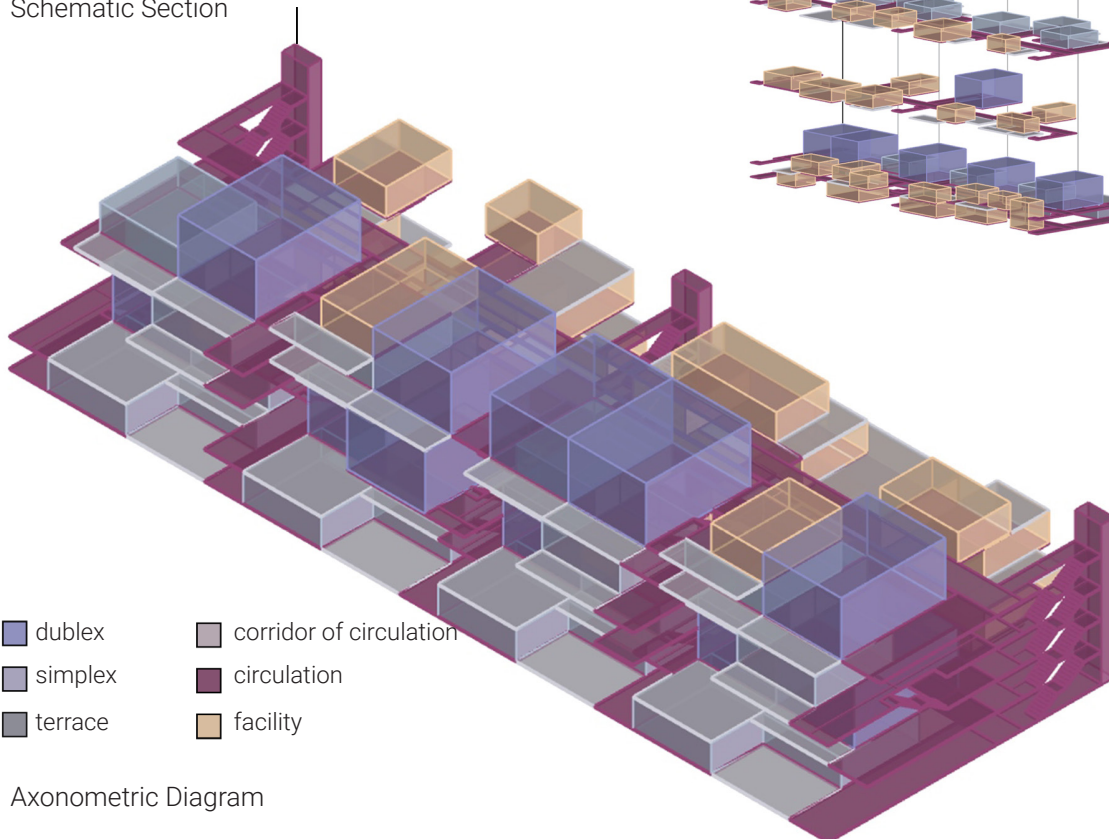 Schematic Section
dublex
corridor of circulation
simplex
circulation
terrace
facility
Axonometric Diagram